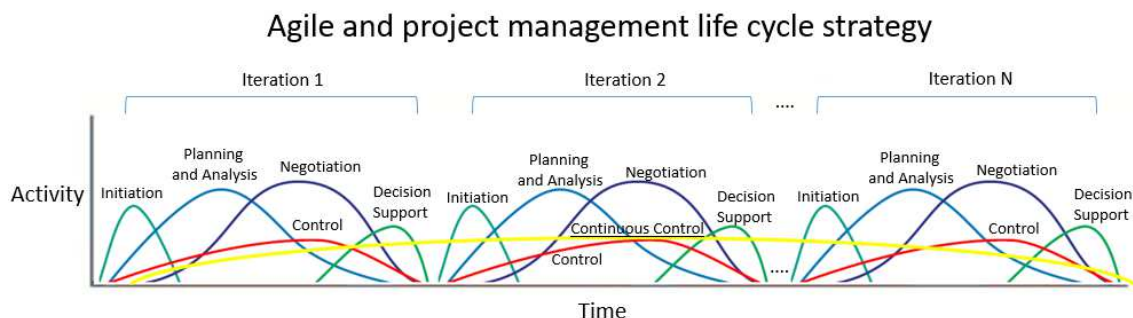 Agile and project management life cycle strategy
Iteration 1
Iteration 2
....
Iteration N
Activity
Initiation
Planning
and Analysis
Negotiation
Control
Decision
Support
Initiation
Planning
and Analysis
Negotiation
Continuous Control
Control
Decision
Support
....
Initiation
Planning
and Analysis
Negotiation
Control
Decision
Support
Time